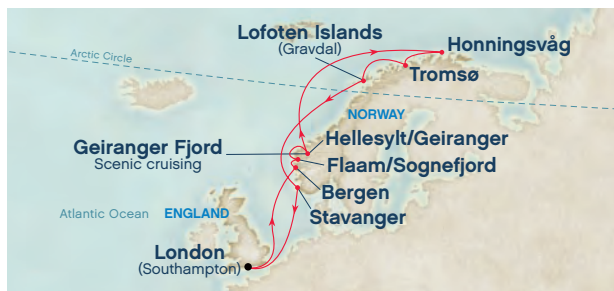 Lofoten Islands
(Gravdal)
Honningsvåg
Arctic Circle
Tromsø
NORWAY
Geiranger Fjord
Scenic cruising
Hellesylt/Geiranger
Flaam/Sognefjord
Bergen
Atlantic Ocean
ENGLAND
Stavanger
London
(Southampton)